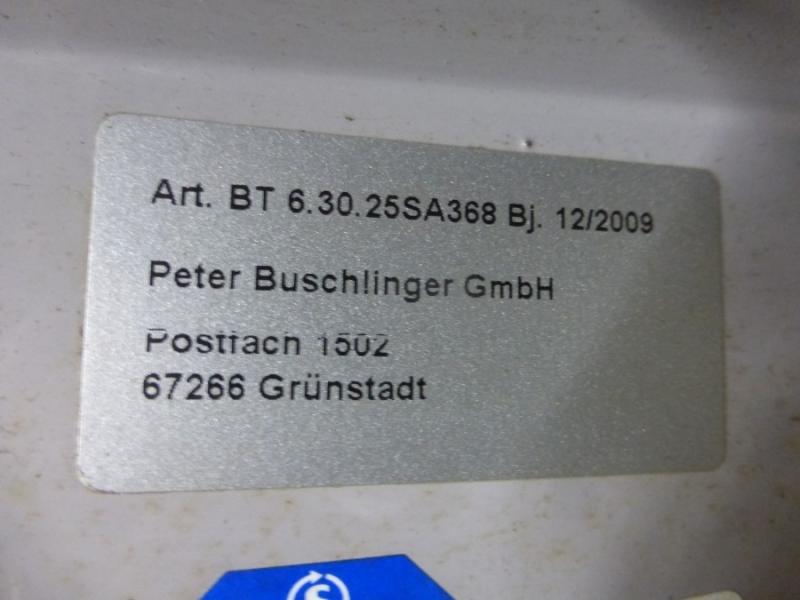 Art. BT 6.30.25SA368 Bj. 12/2009
Peter Buschlinger GmbH
Postfach 1502
67266 Grünstadt
S